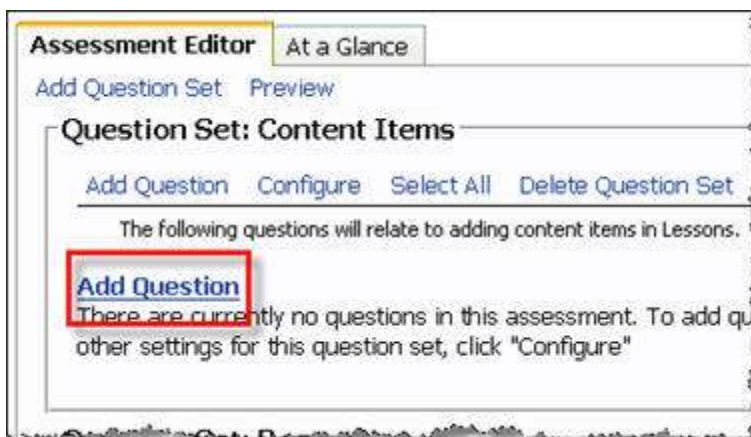 Assessment Editor At a Glance
Add Question Set Preview
Question Set: Content Items
Add Question Configure Select All Delete Question Set
The following questions will relate to adding content items in Lessons.
Add Question
There are currently no questions in this assessment. To add qu
other settings for this question set, click "Configure"